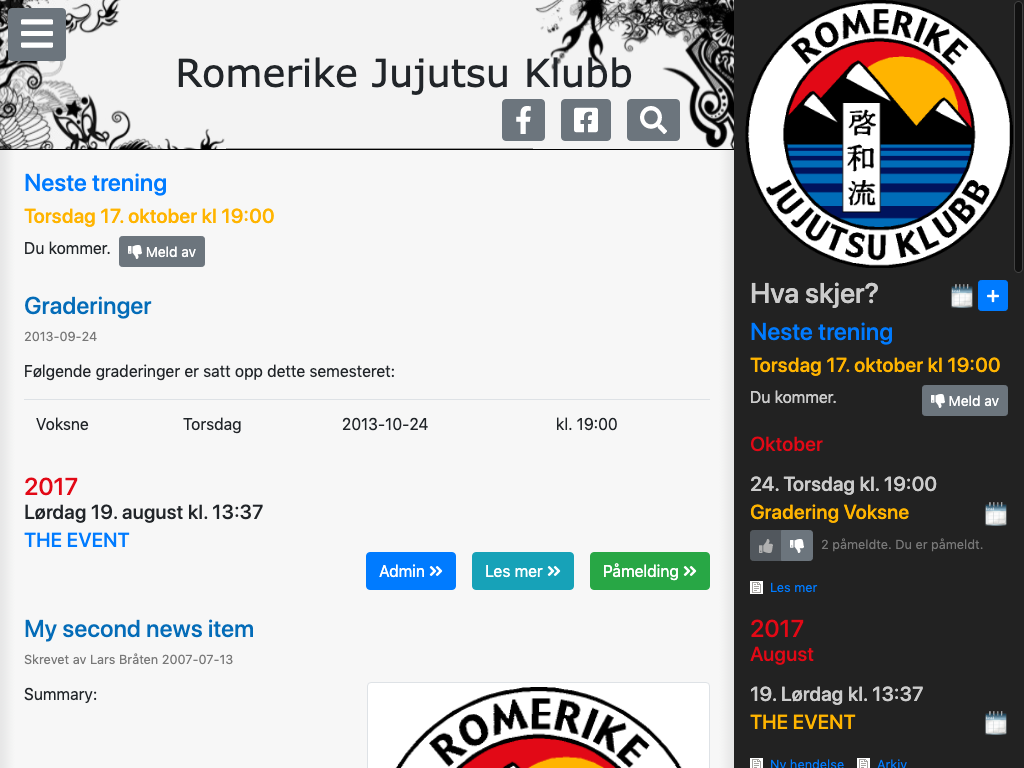 Romerike Jujutsu Klubb
Neste trening
Torsdag 17. oktober kl 19:00
Du kommer. Meld av
Graderinger
2013-09-24
Følgende graderinger er satt opp dette semesteret:
Voksne Torsdag 2013-10-24 kl. 19:00
2017
Lørdag 19. august kl. 13:37
THE EVENT
Admin Les mer Påmelding
My second news item
Skrevet av Lars Bråten 2007-07-13
Summary:
ROMERIKE
ROMERIKE
啓和流
JUJUTSU KLUBB
Hva skjer?
Neste trening
Torsdag 17. oktober kl 19:00
Du kommer. Meld av
Oktober
24. Torsdag kl. 19:00
Gradering Voksne
2 påmeldte. Du er påmeldt.
Les mer
2017
August
19. Lørdag kl. 13:37
THE EVENT
Ny hendelse Arkiv